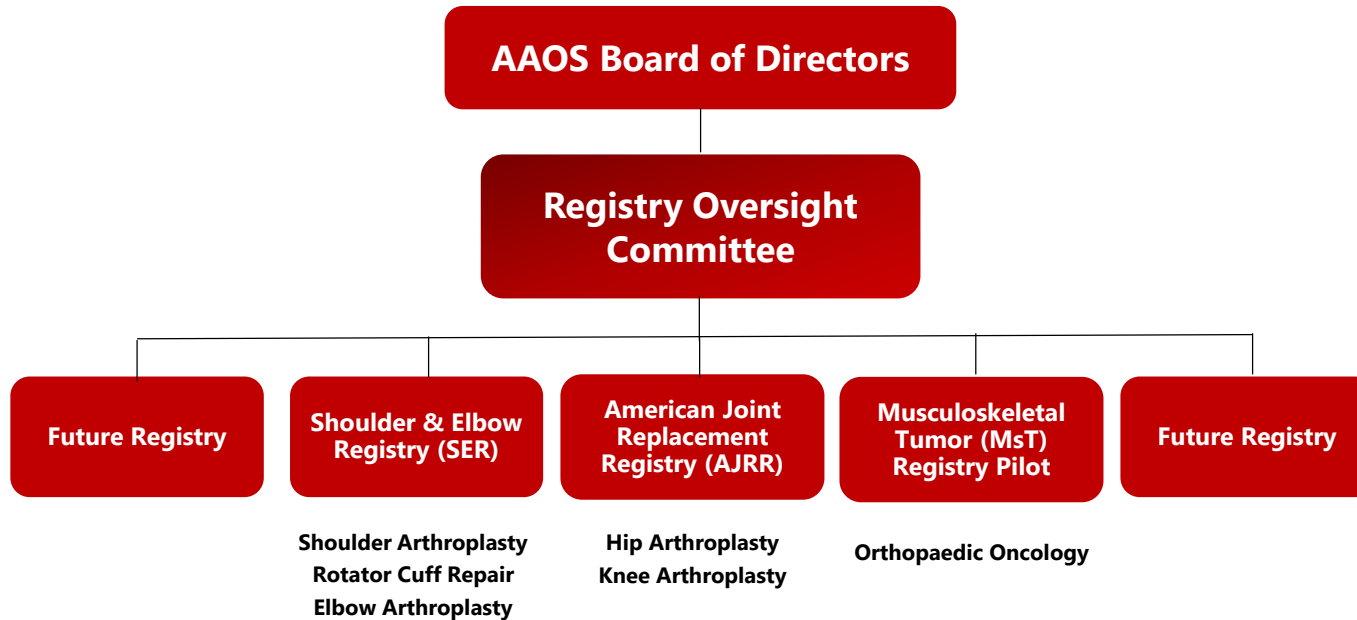 AAOS Board of Directors
Registry Oversight
Committee
Future Registry
Shoulder & Elbow
Registry (SER)
American Joint
Replacement
Registry (AJRR)
Musculoskeletal
Tumor (MsT)
Registry Pilot
Future Registry
Shoulder Arthroplasty
Rotator Cuff Repair
Elbow Arthroplasty
Hip Arthroplasty
Knee Arthroplasty
Orthopaedic Oncology